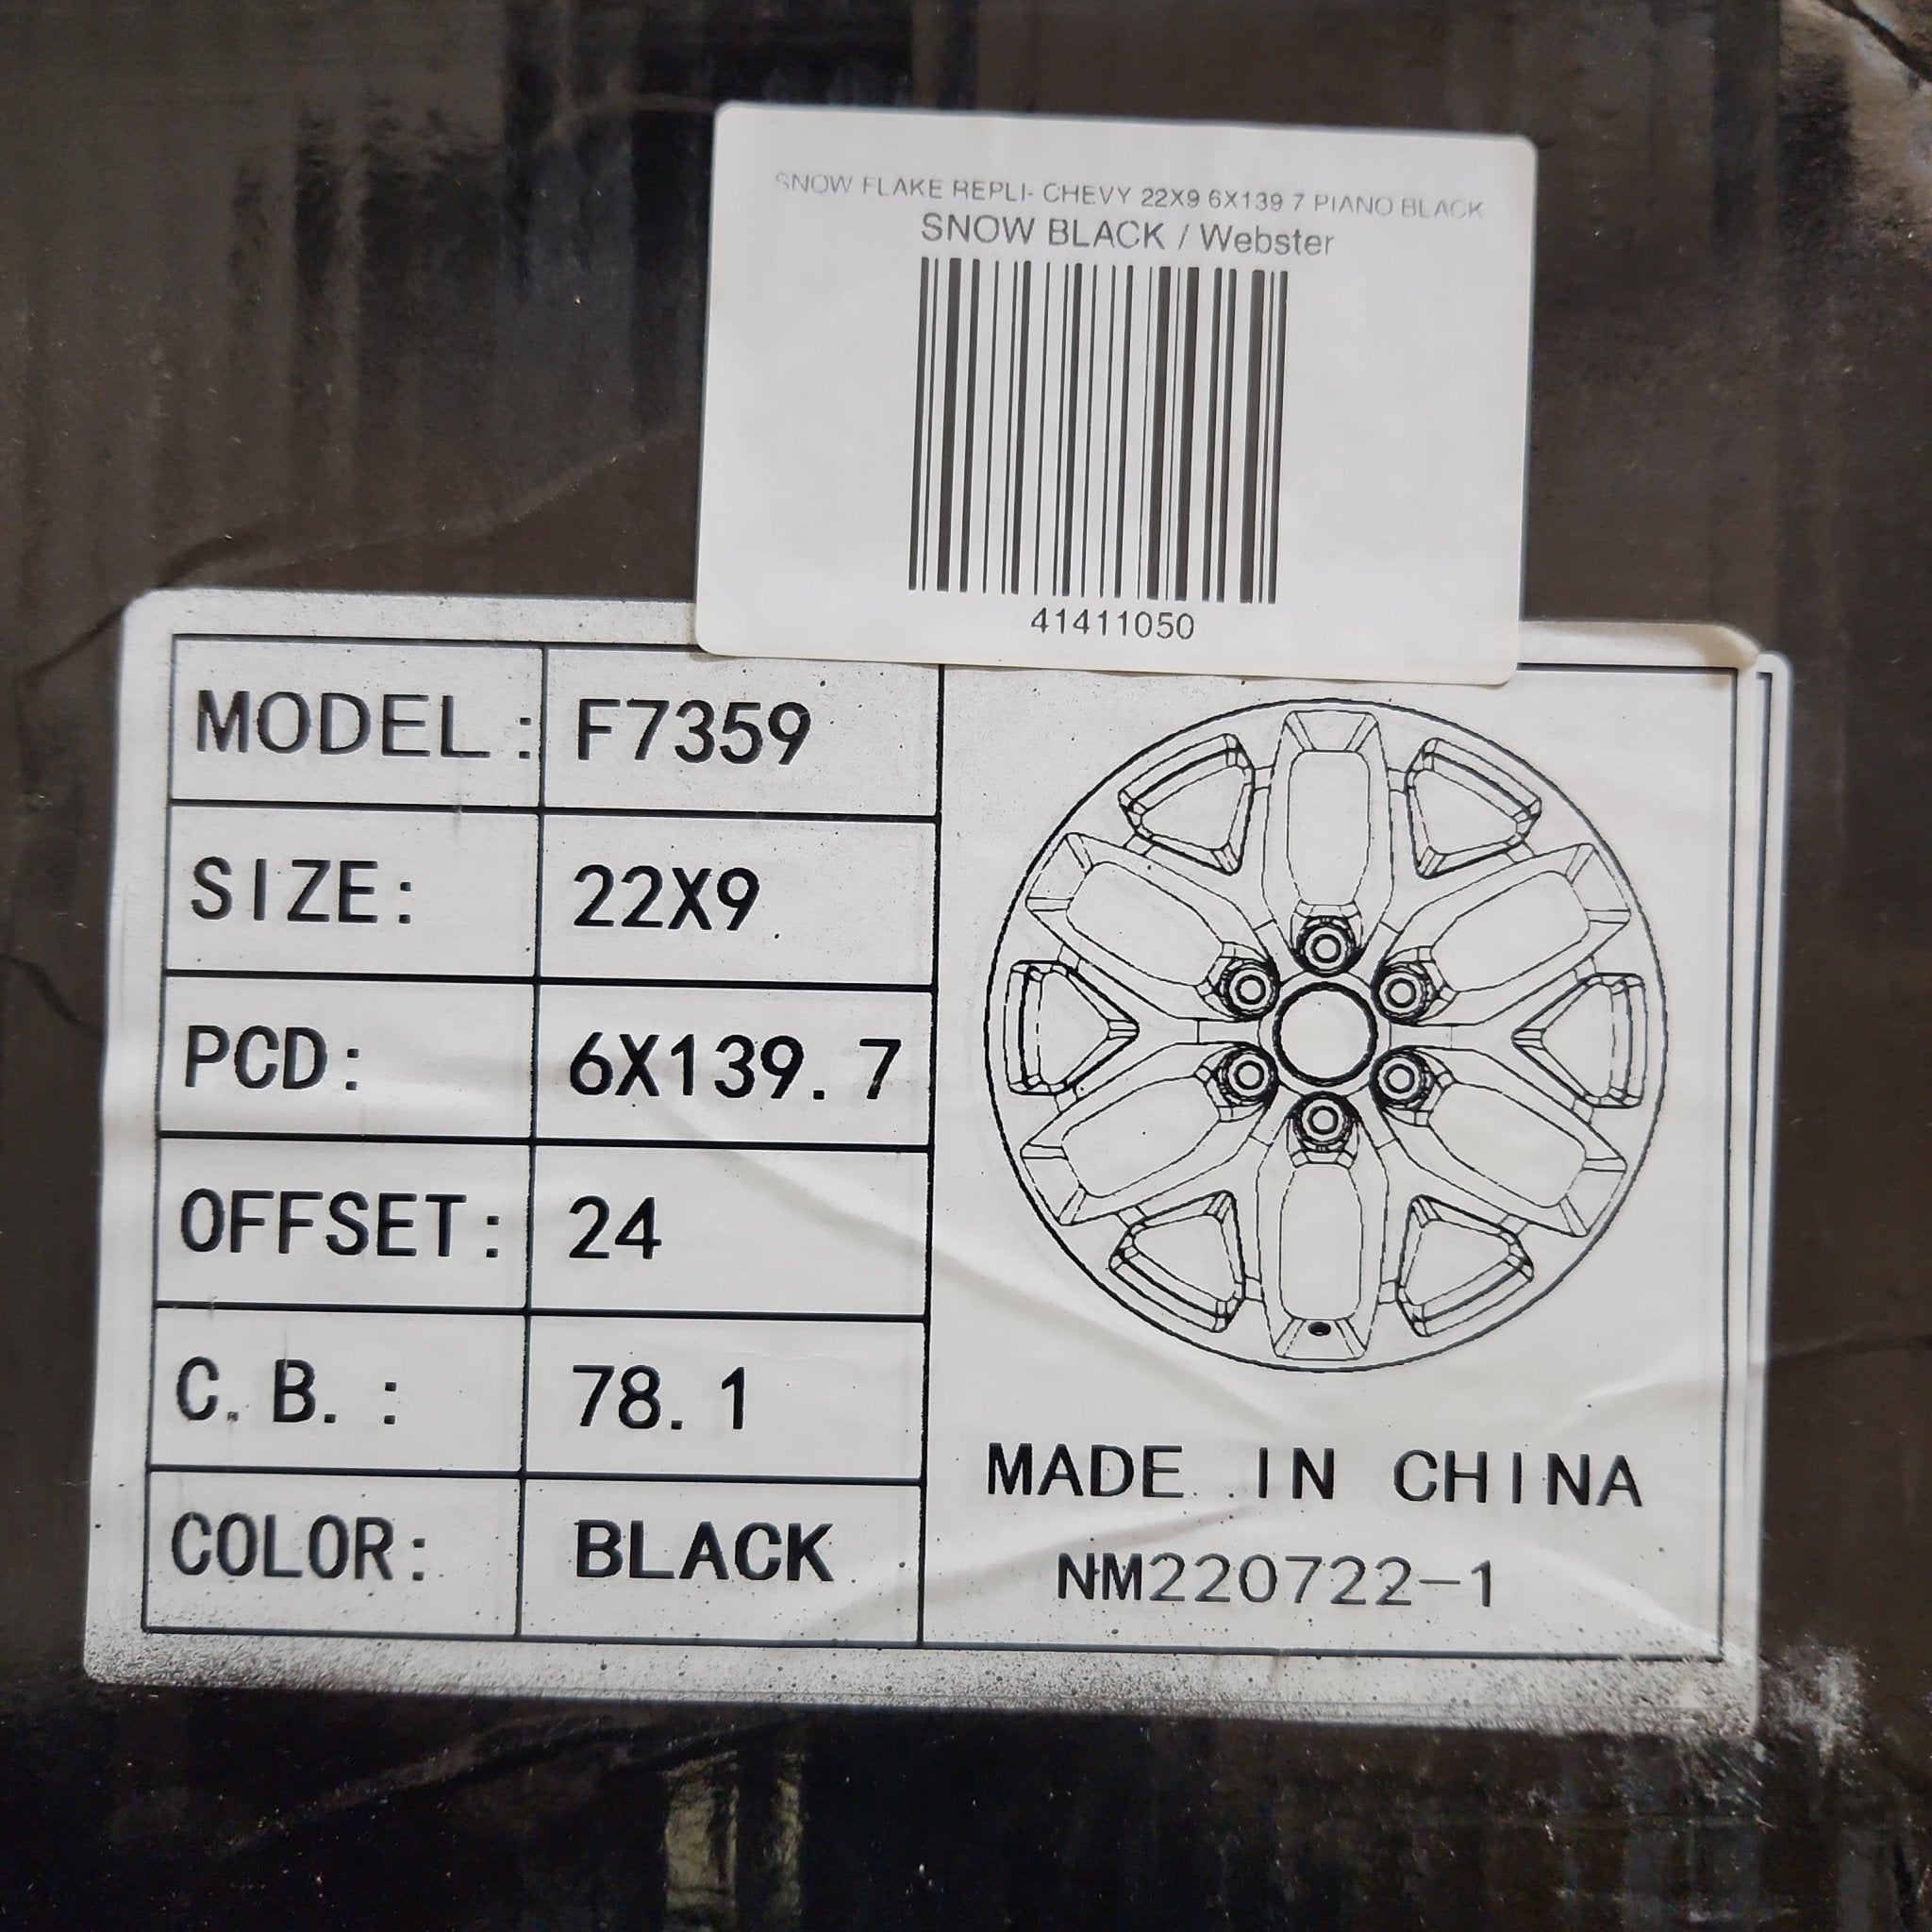 SNOW FLAKE REPLI- CHEVY 22X9 6X139 7 PIANO BLACK
SNOW BLACK / Webster
41411050
MODEL: F7359
SIZE: 22X9
PCD: 6X139.7
OFFSET: 24
C.B.: 78.1
COLOR: BLACK
MADE IN CHINA
NM220722-1